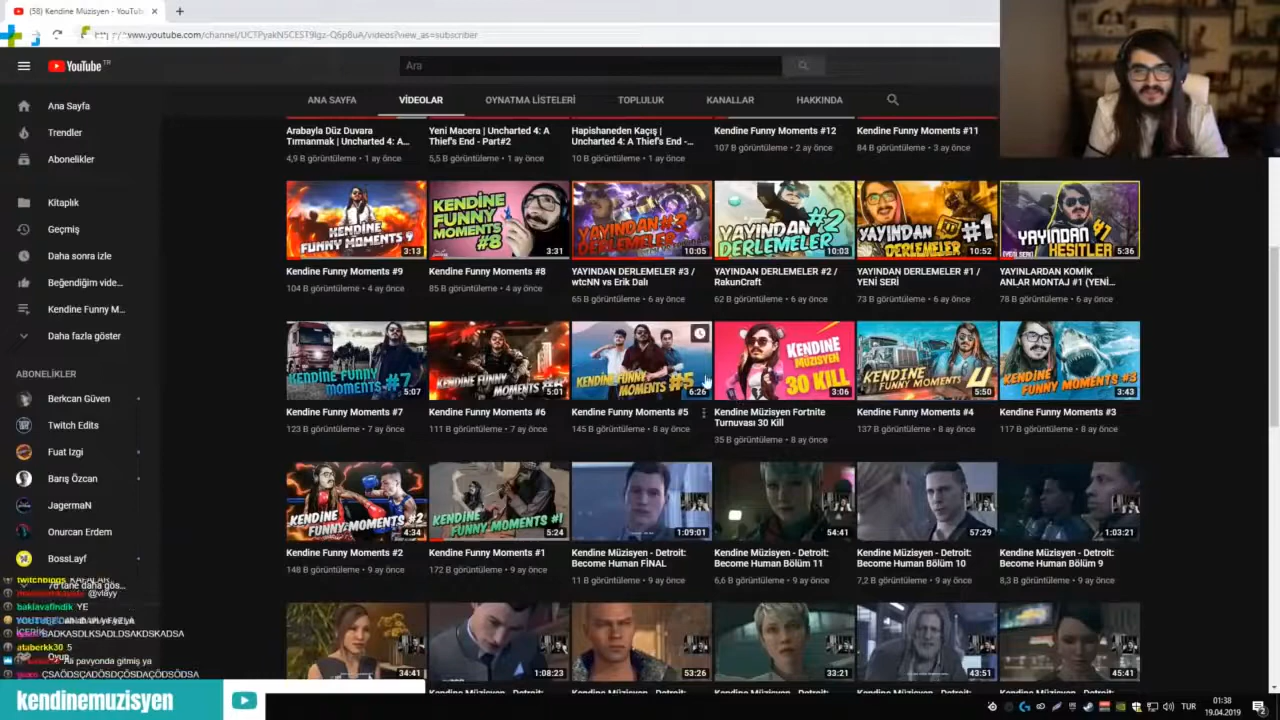 (58) Kendine Müzisyen - YouTub
www.youtube.com/channel/UCTPyakN5CEST9lgz-Q6p8uA/videos?view_as=subscriber
YouTube TR
Ara
ANA SAYFA VİDEOLAR OYNATMA LİSTELERİ TOPLULUK KANALLAR HAKKINDA
Ana Sayfa
Trendler
Abonelikler
Kitaplık
Geçmiş
Daha sonra izle
Beğendiğim vide...
Kendine Funny M...
Daha fazla göster
ABONELİKLER
Berkcan Güven
Twitch Edits
Fuat Izgi
Barış Özcan
JagermaN
Onurcan Erdem
BossLayf
Arabayla Düz Duvara
Tırmanmak | Uncharted 4: A...
4,9 B görüntüleme • 1 ay önce
Yeni Macera | Uncharted 4: A
Thief's End - Part#2
5,5 B görüntüleme • 1 ay önce
Hapishaneden Kaçış |
Uncharted 4: A Thief's End -...
10 B görüntüleme • 1 ay önce
Kendine Funny Moments #12
107 B görüntüleme • 2 ay önce
Kendine Funny Moments #11
84 B görüntüleme • 3 ay önce
KENDİNE
FUNNY MOMENTS 9
3:13
Kendine Funny Moments #9
104 B görüntüleme • 4 ay önce
KENDİNE
FUNNY
MOMENTS
#8
3:31
Kendine Funny Moments #8
85 B görüntüleme • 4 ay önce
YAYINDAN #3
DERLEMELER
10:05
YAYINDAN DERLEMELER #3 /
wtcNN vs Erik Dalı
65 B görüntüleme • 6 ay önce
YAYINDAN #2
DERLEMELER
10:03
YAYINDAN DERLEMELER #2 /
RakunCraft
62 B görüntüleme • 6 ay önce
YAYINDAN #1
DERLEMELER
10:52
YAYINDAN DERLEMELER #1 /
YENİ SERİ
73 B görüntüleme • 6 ay önce
YAYINDAN #1
KESİTLER
5:36
YAYINLARDAN KOMİK
ANLAR MONTAJ #1 (YENİ...
78 B görüntüleme • 6 ay önce
KENDINE FUNNY
MOMENTS #7
5:07
Kendine Funny Moments #7
123 B görüntüleme • 7 ay önce
KENDINE FUNNY MOMENTS
5:01
Kendine Funny Moments #6
111 B görüntüleme • 7 ay önce
KENDINE FUNNY
MOMENTS #5
6:26
Kendine Funny Moments #5
145 B görüntüleme • 8 ay önce
KENDINE
MÜZISYEN
30 KILL
3:06
Kendine Müzisyen Fortnite
Turnuvası 30 Kill
35 B görüntüleme • 8 ay önce
KENDINE
FUNNY MOMENTS 4
5:50
Kendine Funny Moments #4
137 B görüntüleme • 8 ay önce
KENDINE
FUNNY MOMENTS #3
3:43
Kendine Funny Moments #3
117 B görüntüleme • 8 ay önce
KENDİNE
FUNNY MOMENTS #2
4:34
Kendine Funny Moments #2
148 B görüntüleme • 9 ay önce
KENDİNE
FUNNY MOMENTS #1
5:24
Kendine Funny Moments #1
172 B görüntüleme • 9 ay önce
1:09:01
Kendine Müzisyen - Detroit:
Become Human FİNAL
11 B görüntüleme • 9 ay önce
54:41
Kendine Müzisyen - Detroit:
Become Human Bölüm 11
6,6 B görüntüleme • 9 ay önce
57:29
Kendine Müzisyen - Detroit:
Become Human Bölüm 10
7,2 B görüntüleme • 9 ay önce
1:03:21
Kendine Müzisyen - Detroit:
Become Human Bölüm 9
8,3 B görüntüleme • 9 ay önce
34:41
1:08:23
53:26
33:21
43:51
45:41
@vlayy
baklavafindik YE
BADKASDLKSADLDSAKDSKADSA
ataberkk30 5
Ali pavyonda gitmiş ya
ÇSAÖDSÇADÖSDÇÖSDAÇÖDSÖDSA
kendinemuzisyen
TUR
01:38
19.04.2019